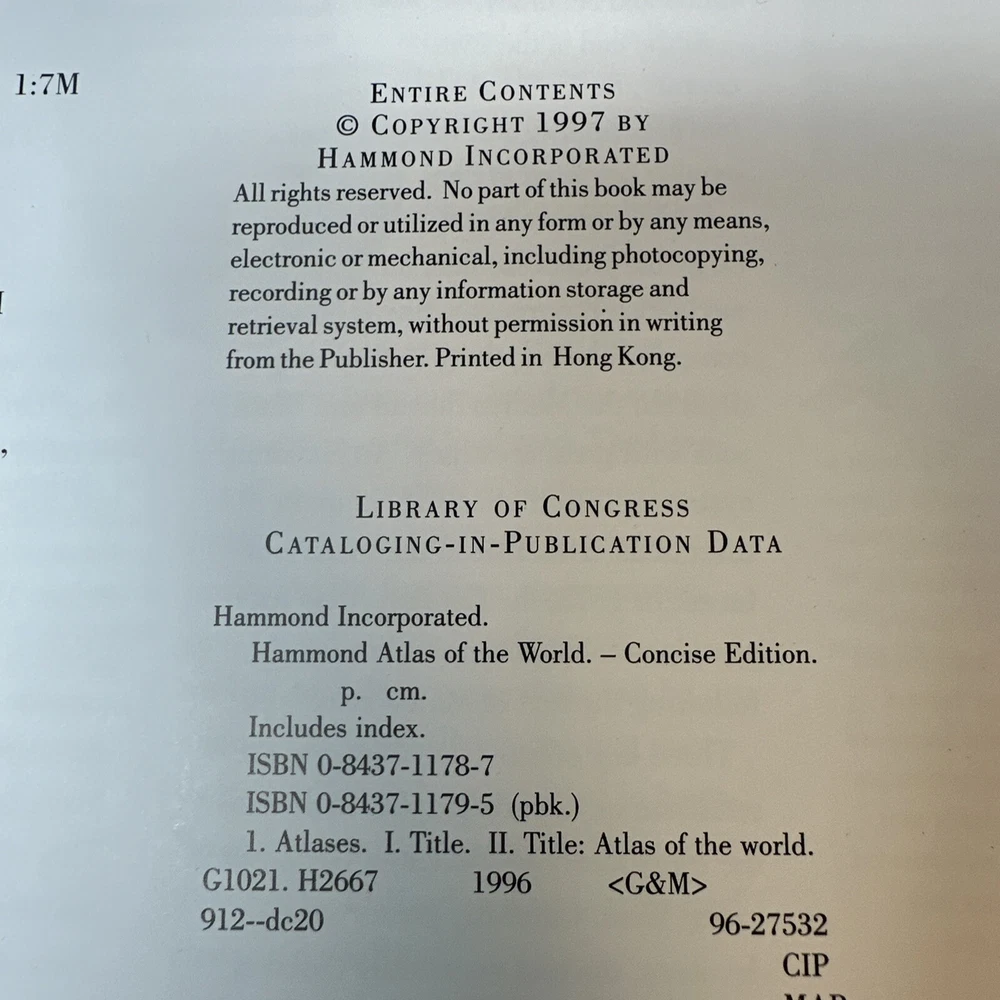 1:7M
ENTIRE CONTENTS
© COPYRIGHT 1997 BY
HAMMOND INCORPORATED
All rights reserved. No part of this book may be
reproduced or utilized in any form or by any means,
electronic or mechanical, including photocopying,
recording or by any information storage and
retrieval system, without permission in writing
from the Publisher. Printed in Hong Kong.
LIBRARY OF CONGRESS
CATALOGING-IN-PUBLICATION DATA
Hammond Incorporated.
Hammond Atlas of the World. – Concise Edition.
p. cm.
Includes index.
ISBN 0-8437-1178-7
ISBN 0-8437-1179-5 (pbk.)
1. Atlases. I. Title. II. Title: Atlas of the world.
G1021. H2667 1996 <G&M>
912--dc20 96-27532
CIP